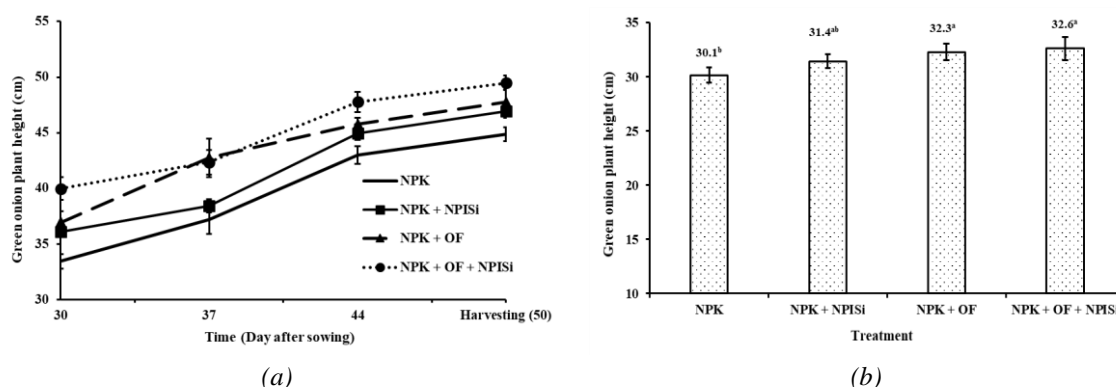 Green onion plant height (cm)
55
50
45
40
35
30
30
37
44
Harvesting (50)
Time (Day after sowing)
NPK
NPK + NPISi
NPK + OF
NPK + OF + NPISi
(a)
Green onion plant height (cm)
35
30
25
20
15
10
30.1ᵇ
31.4ᵃᵇ
32.3ᵃ
32.6ᵃ
NPK
NPK + NPISi
NPK + OF
NPK + OF + NPISi
Treatment
(b)